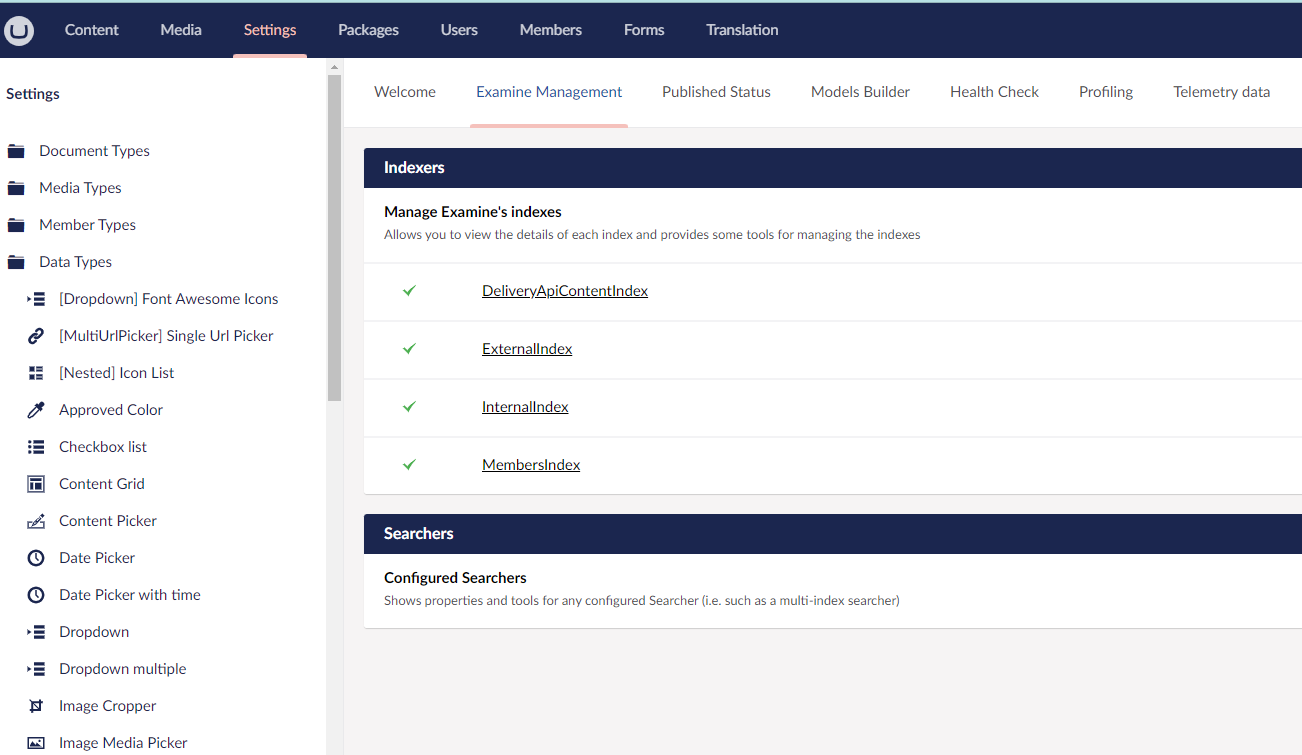 Content Media Settings Packages Users Members Forms Translation
Settings
Document Types
Media Types
Member Types
Data Types
[Dropdown] Font Awesome Icons
[MultiUrlPicker] Single Url Picker
[Nested] Icon List
Approved Color
Checkbox list
Content Grid
Content Picker
Date Picker
Date Picker with time
Dropdown
Dropdown multiple
Image Cropper
Image Media Picker
Welcome Examine Management Published Status Models Builder Health Check Profiling Telemetry data
Indexers
Manage Examine's indexes
Allows you to view the details of each index and provides some tools for managing the indexes
DeliveryApiContentIndex
ExternalIndex
InternalIndex
MembersIndex
Searchers
Configured Searchers
Shows properties and tools for any configured Searcher (i.e. such as a multi-index searcher)